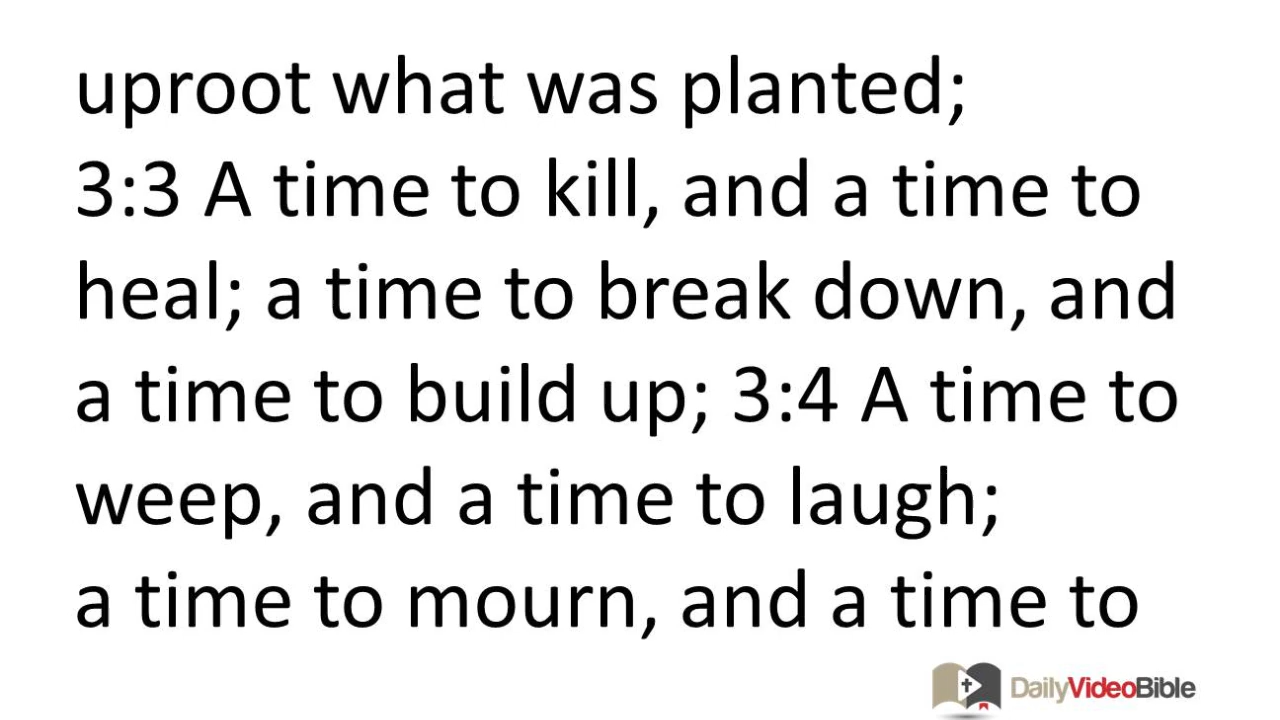 uproot what was planted;
3:3 A time to kill, and a time to
heal; a time to break down, and
a time to build up; 3:4 A time to
weep, and a time to laugh;
a time to mourn, and a time to
DailyVideoBible